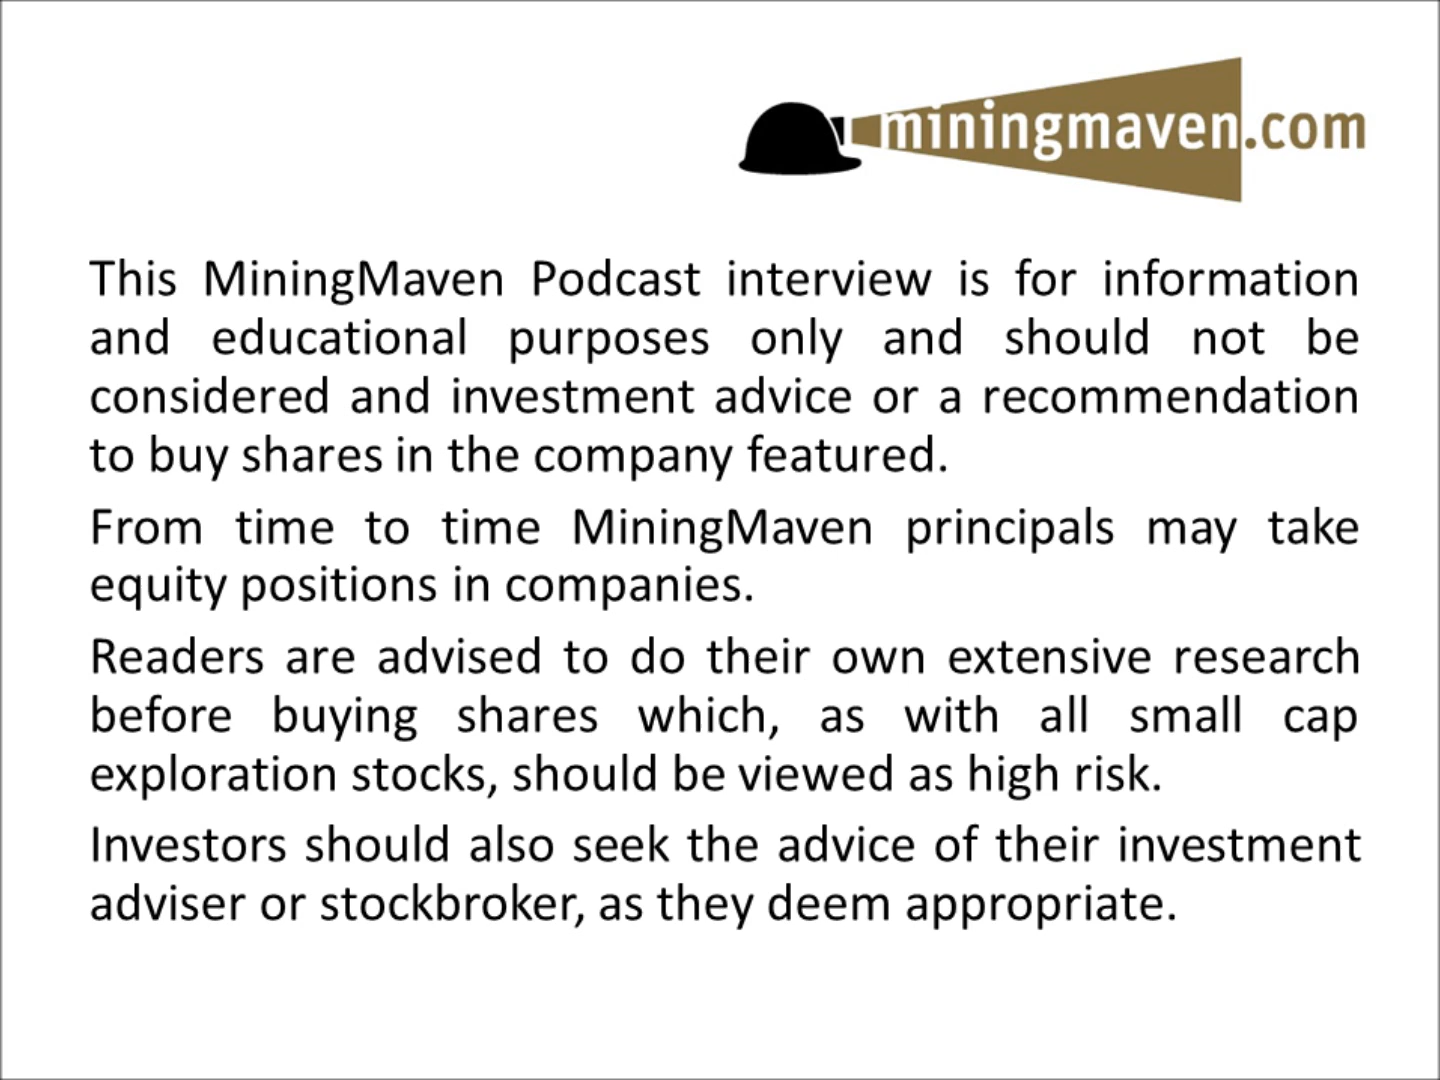 miningmaven.com
This MiningMaven Podcast interview is for information
and educational purposes only and should not be
considered and investment advice or a recommendation
to buy shares in the company featured.
From time to time MiningMaven principals may take
equity positions in companies.
Readers are advised to do their own extensive research
before buying shares which, as with all small cap
exploration stocks, should be viewed as high risk.
Investors should also seek the advice of their investment
adviser or stockbroker, as they deem appropriate.